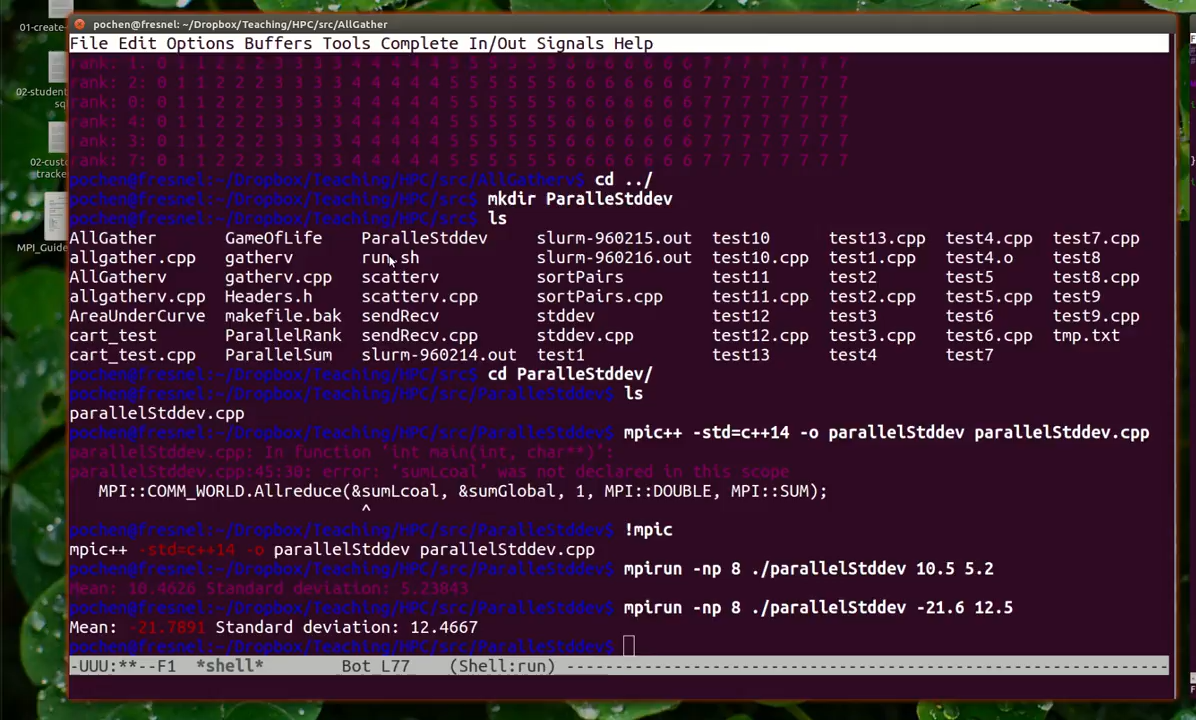 01-create-
02-student
sq
02-custo
tracke
MPI_Guide
pochen@fresnel: ~/Dropbox/Teaching/HPC/src/AllGather
File Edit Options Buffers Tools Complete In/Out Signals Help
rank: 1: 0 1 1 2 2 2 3 3 3 3 4 4 4 4 4 5 5 5 5 5 5 6 6 6 6 6 6 6 7 7 7 7 7 7 7 7
rank: 2: 0 1 1 2 2 2 3 3 3 3 4 4 4 4 4 5 5 5 5 5 5 6 6 6 6 6 6 6 7 7 7 7 7 7 7 7
rank: 0: 0 1 1 2 2 2 3 3 3 3 4 4 4 4 4 5 5 5 5 5 5 6 6 6 6 6 6 6 7 7 7 7 7 7 7 7
rank: 4: 0 1 1 2 2 2 3 3 3 3 4 4 4 4 4 5 5 5 5 5 5 6 6 6 6 6 6 6 7 7 7 7 7 7 7 7
rank: 3: 0 1 1 2 2 2 3 3 3 3 4 4 4 4 4 5 5 5 5 5 5 6 6 6 6 6 6 6 7 7 7 7 7 7 7 7
rank: 7: 0 1 1 2 2 2 3 3 3 3 4 4 4 4 4 5 5 5 5 5 5 6 6 6 6 6 6 6 7 7 7 7 7 7 7 7
pochen@fresnel:~/Dropbox/Teaching/HPC/src/AllGatherv$ cd ../
pochen@fresnel:~/Dropbox/Teaching/HPC/src$ mkdir ParalleStddev
pochen@fresnel:~/Dropbox/Teaching/HPC/src$ ls
AllGather GameOfLife ParalleStddev slurm-960215.out test10 test13.cpp test4.cpp test7.cpp
allgather.cpp gatherv run.sh slurm-960216.out test10.cpp test1.cpp test4.o test8
AllGatherv gatherv.cpp scatterv sortPairs test11 test2 test5 test8.cpp
allgatherv.cpp Headers.h scatterv.cpp sortPairs.cpp test11.cpp test2.cpp test5.cpp test9
AreaUnderCurve makefile.bak sendRecv stddev test12 test3 test6 test9.cpp
cart_test ParallelRank sendRecv.cpp stddev.cpp test12.cpp test3.cpp test6.cpp tmp.txt
cart_test.cpp ParallelSum slurm-960214.out test1 test13 test4 test7
pochen@fresnel:~/Dropbox/Teaching/HPC/src$ cd ParalleStddev/
pochen@fresnel:~/Dropbox/Teaching/HPC/src/ParalleStddev$ ls
parallelStddev.cpp
pochen@fresnel:~/Dropbox/Teaching/HPC/src/ParalleStddev$ mpic++ -std=c++14 -o parallelStddev parallelStddev.cpp
parallelStddev.cpp: In function 'int main(int, char**)':
parallelStddev.cpp:45:30: error: 'sumLcoal' was not declared in this scope
MPI::COMM_WORLD.Allreduce(&sumLcoal, &sumGlobal, 1, MPI::DOUBLE, MPI::SUM);
^
pochen@fresnel:~/Dropbox/Teaching/HPC/src/ParalleStddev$ !mpic
mpic++ -std=c++14 -o parallelStddev parallelStddev.cpp
pochen@fresnel:~/Dropbox/Teaching/HPC/src/ParalleStddev$ mpirun -np 8 ./parallelStddev 10.5 5.2
Mean: 10.4626 Standard deviation: 5.23843
pochen@fresnel:~/Dropbox/Teaching/HPC/src/ParalleStddev$ mpirun -np 8 ./parallelStddev -21.6 12.5
Mean: -21.7891 Standard deviation: 12.4667
pochen@fresnel:~/Dropbox/Teaching/HPC/src/ParalleStddev$
-UUU:**--F1 *shell* Bot L77 (Shell:run) ----------------------------------------------------------------